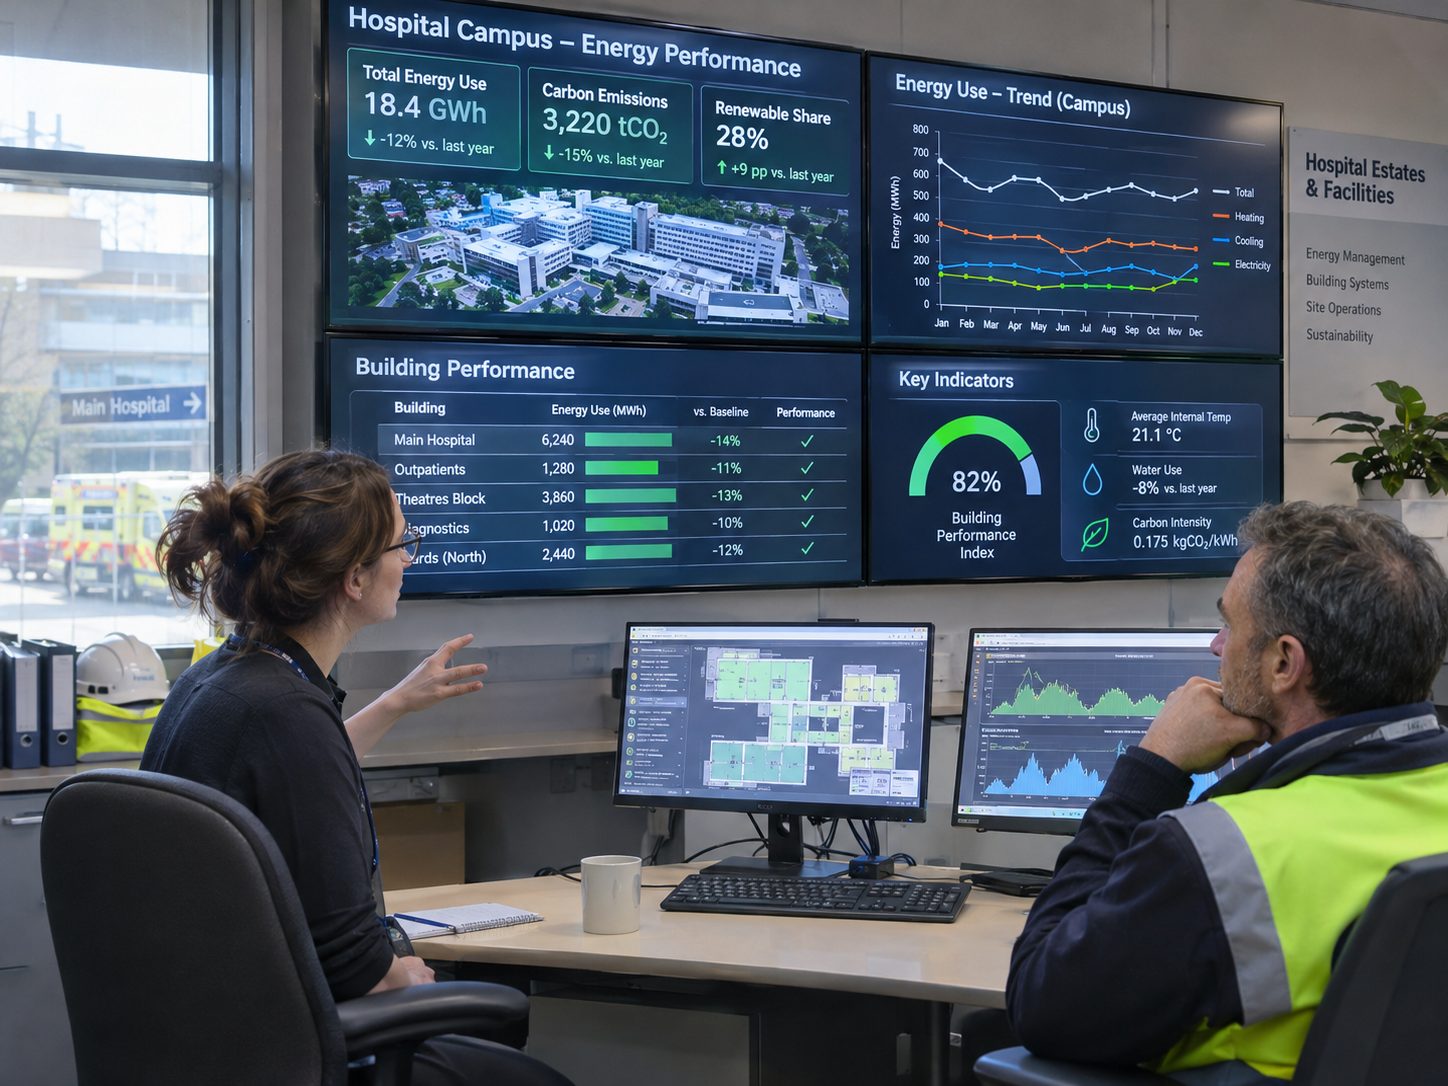 Hospital Campus – Energy Performance
Total Energy Use
18.4 GWh
↓ -12% vs. last year
Carbon Emissions
3,220 tCO₂
↓ -15% vs. last year
Renewable Share
28%
↑ +9 pp vs. last year
Energy Use – Trend (Campus)
Energy (MWh)
800
700
600
500
400
300
200
100
0
Jan Feb Mar Apr May Jun Jul Aug Sep Oct Nov Dec
Total
Heating
Cooling
Electricity
Building Performance
Building Energy Use (MWh) vs. Baseline Performance
Main Hospital 6,240 -14% ✓
Outpatients 1,280 -11% ✓
Theatres Block 3,860 -13% ✓
iagnostics 1,020 -10% ✓
ards (North) 2,440 -12% ✓
Key Indicators
82%
Building
Performance
Index
Average Internal Temp
21.1 °C
Water Use
-8% vs. last year
Carbon Intensity
0.175 kgCO₂/kWh
Hospital Estates
& Facilities
Energy Management
Building Systems
Site Operations
Sustainability
Main Hospital →